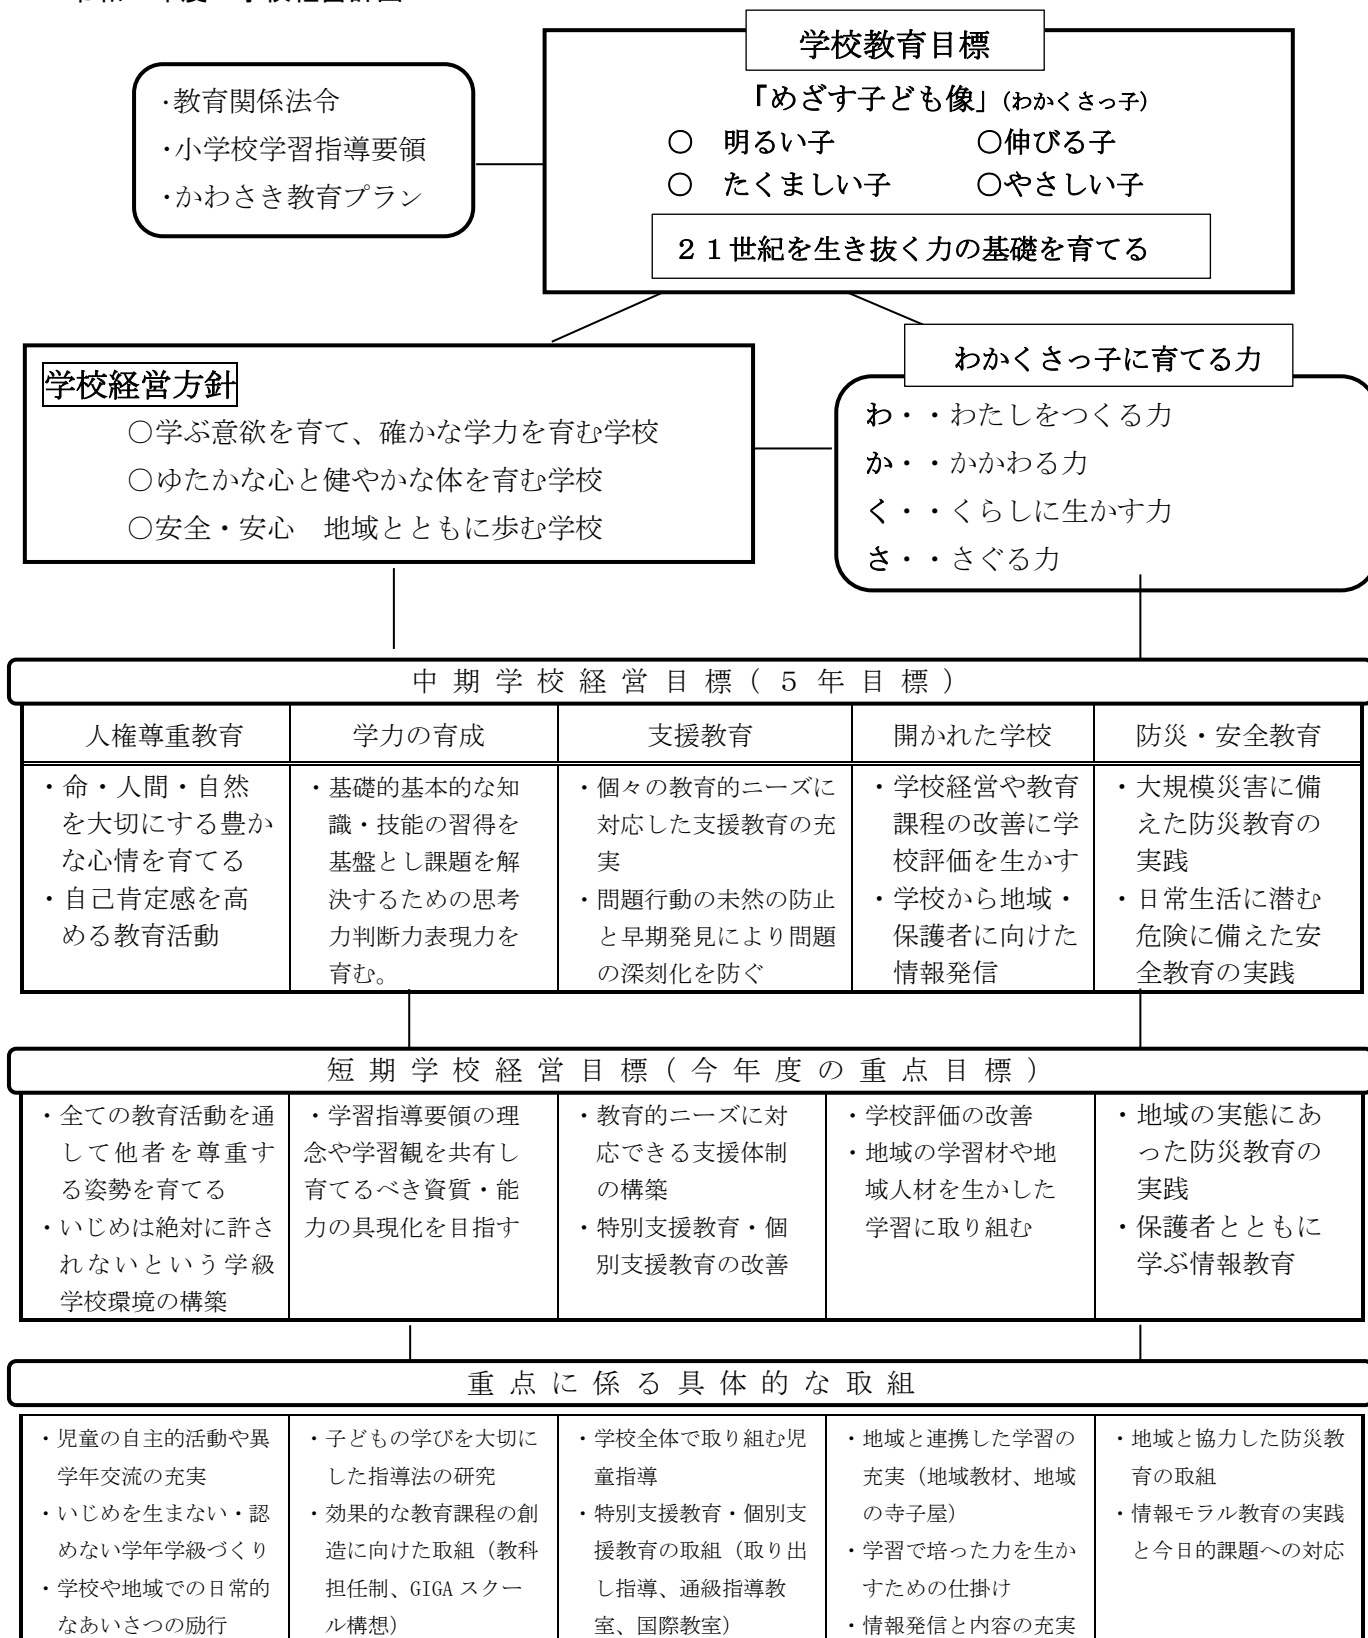 学校教育目標
「めざす子ども像」(わかくさっ子)
○　明るい子　○伸びる子
○　たくましい子　○やさしい子
２１世紀を生き抜く力の基礎を育てる
・教育関係法令
・小学校学習指導要領
・かわさき教育プラン
学校経営方針
○学ぶ意欲を育て、確かな学力を育む学校
○ゆたかな心と健やかな体を育む学校
○安全・安心　地域とともに歩む学校
わかくさっ子に育てる力
わ・・わたしをつくる力
か・・かかわる力
く・・くらしに生かす力
さ・・さぐる力
中期学校経営目標(５年目標)
人権尊重教育
・命・人間・自然
を大切にする豊か
な心情を育てる
・自己肯定感を高
める教育活動
学力の育成
・基礎的基本的な知
識・技能の習得を
基盤とし課題を解
決するための思考
力判断力表現力を
育む。
支援教育
・個々の教育的ニーズに
対応した支援教育の充
実
・問題行動の未然の防止
と早期発見により問題
の深刻化を防ぐ
開かれた学校
・学校経営や教育
課程の改善に学
校評価を生かす
・学校から地域・
保護者に向けた
情報発信
防災・安全教育
・大規模災害に備
えた防災教育の
実践
・日常生活に潜む
危険に備えた安
全教育の実践
短期学校経営目標(今年度の重点目標)
・全ての教育活動を通
して他者を尊重す
る姿勢を育てる
・いじめは絶対に許さ
れないという学級
学校環境の構築
・学習指導要領の理
念や学習観を共有し
育てるべき資質・能
力の具現化を目指す
・教育的ニーズに対
応できる支援体制
の構築
・特別支援教育・個
別支援教育の改善
・学校評価の改善
・地域の学習材や地
域人材を生かした
学習に取り組む
・地域の実態にあ
った防災教育の
実践
・保護者とともに
学ぶ情報教育
重点に係る具体的な取組
・児童の自主的活動や異
学年交流の充実
・いじめを生まない・認
めない学年学級づくり
・学校や地域での日常的
なあいさつの励行
・子どもの学びを大切に
した指導法の研究
・効果的な教育課程の創
造に向けた取組（教科
担任制、GIGA スクー
ル構想）
・学校全体で取り組む児
童指導
・特別支援教育・個別支
援教育の取組（取り出
し指導、通級指導教
室、国際教室）
・地域と連携した学習の
充実（地域教材、地域
の寺子屋）
・学習で培った力を生か
すための仕掛け
・情報発信と内容の充実
・地域と協力した防災教
育の取組
・情報モラル教育の実践
と今日的課題への対応